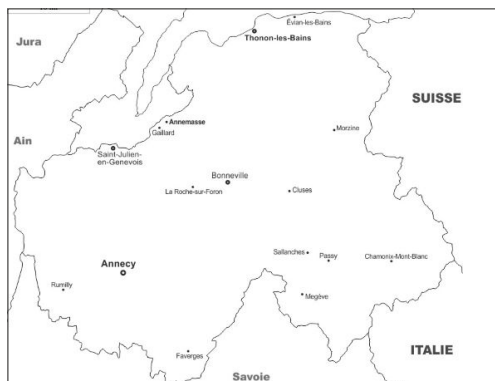 Évian-les-Bains
Thonon-les-Bains
Jura
SUISSE
Annemasse
Gaillard
Morzine
Ain
Saint-Julien-
en-Genevois
Bonneville
La Roche-sur-Foron
Cluses
Sallanches
Passy
Chamonix-Mont-Blanc
Annecy
Rumilly
Megève
Faverges
ITALIE
Savoie